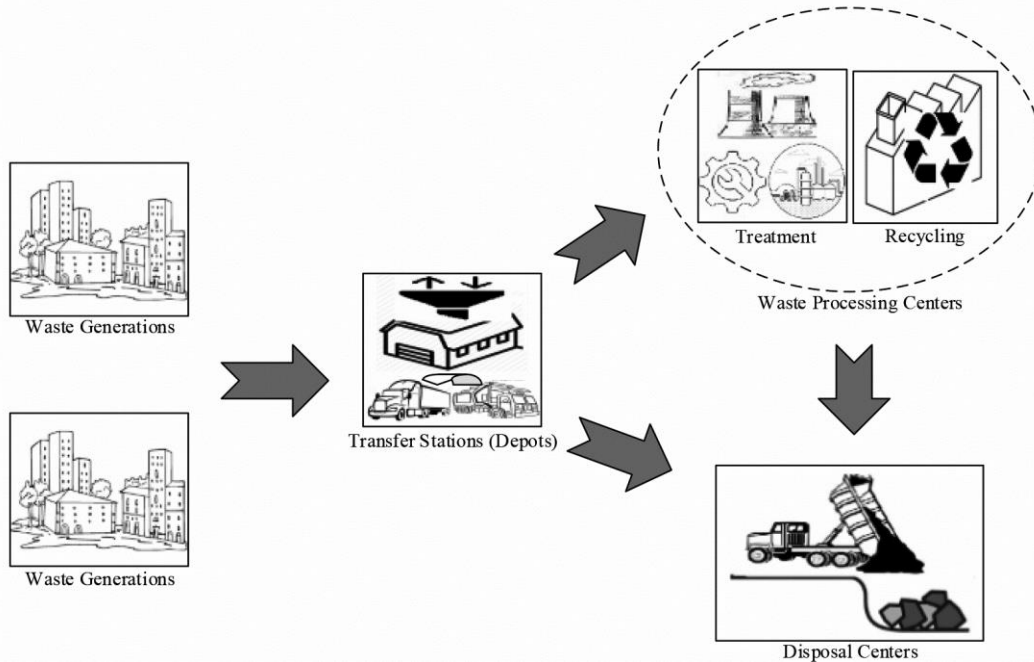 Treatment
Recycling
Waste Processing Centers
Waste Generations
Transfer Stations (Depots)
Waste Generations
Disposal Centers